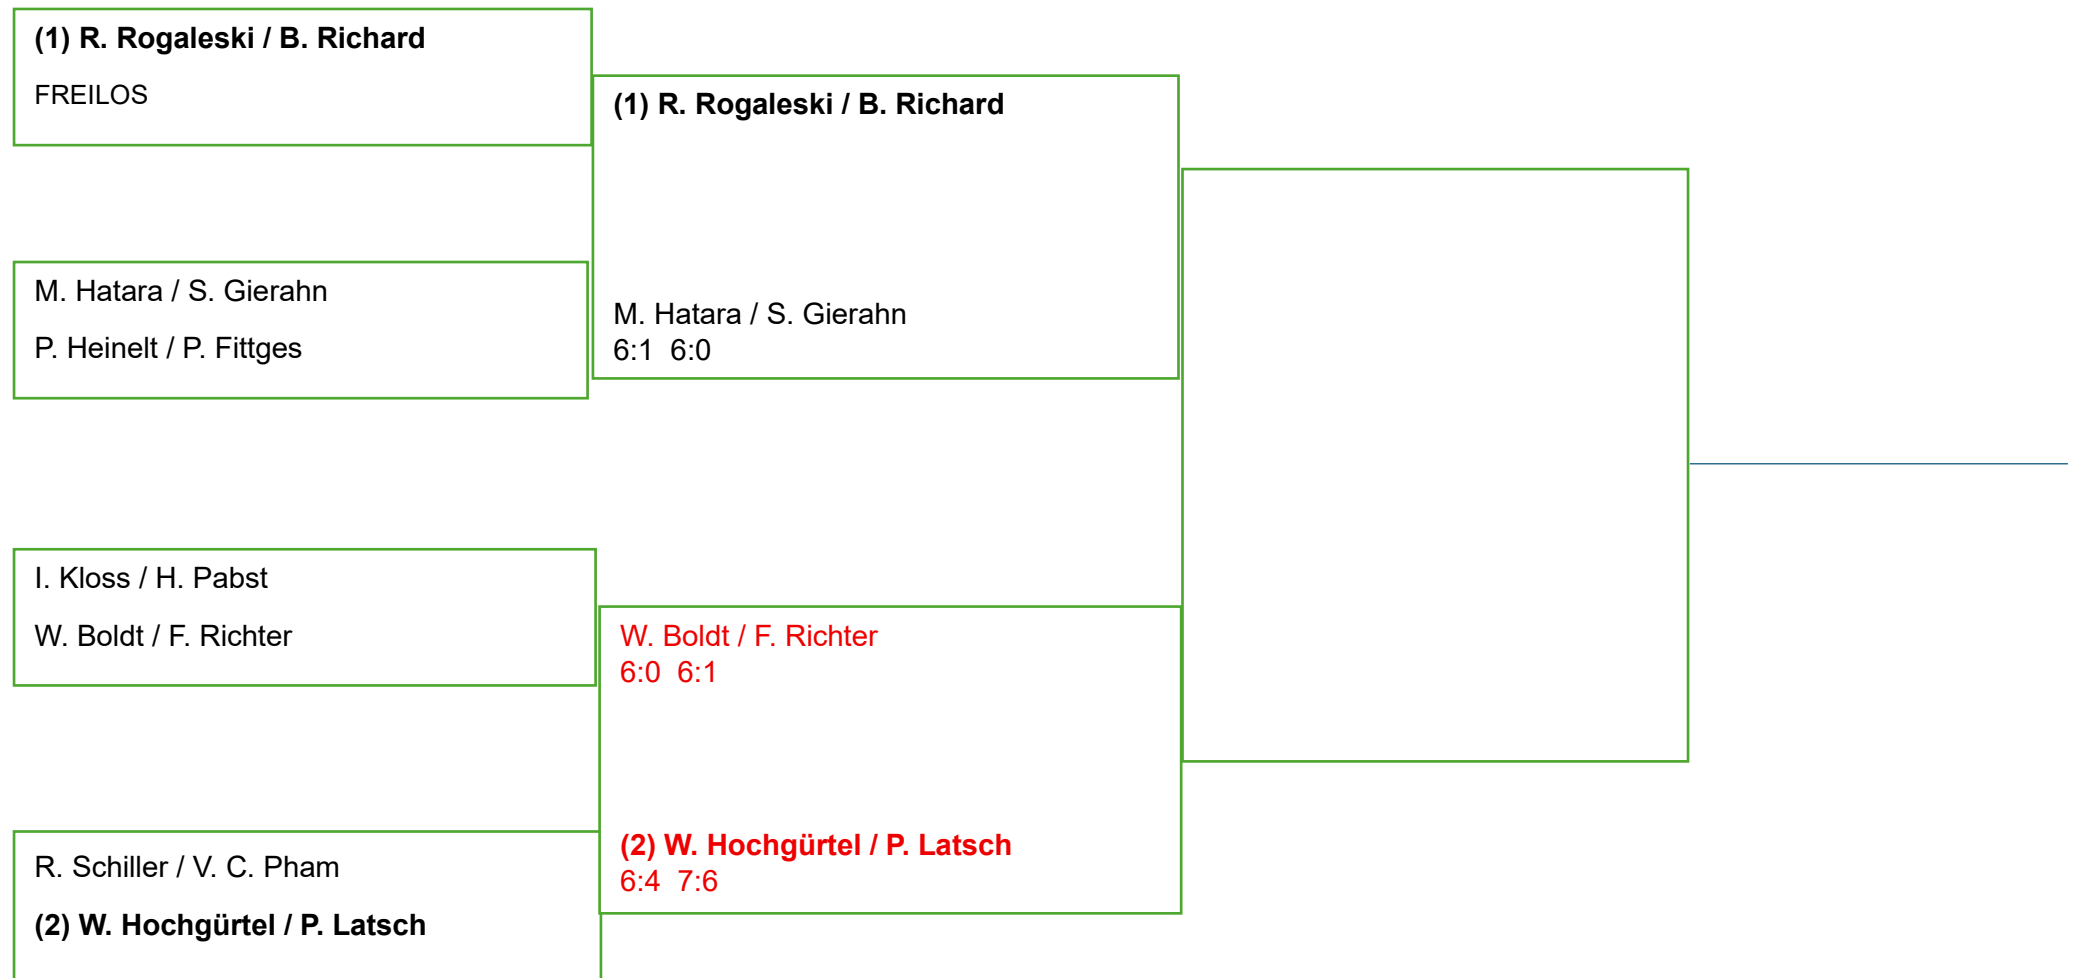 (1) R. Rogaleski / B. Richard
FREILOS
M. Hatara / S. Gierahn
P. Heinelt / P. Fittges
I. Kloss / H. Pabst
W. Boldt / F. Richter
R. Schiller / V. C. Pham
(2) W. Hochgürtel / P. Latsch
(1) R. Rogaleski / B. Richard
M. Hatara / S. Gierahn
6:1 6:0
W. Boldt / F. Richter
6:0 6:1
(2) W. Hochgürtel / P. Latsch
6:4 7:6